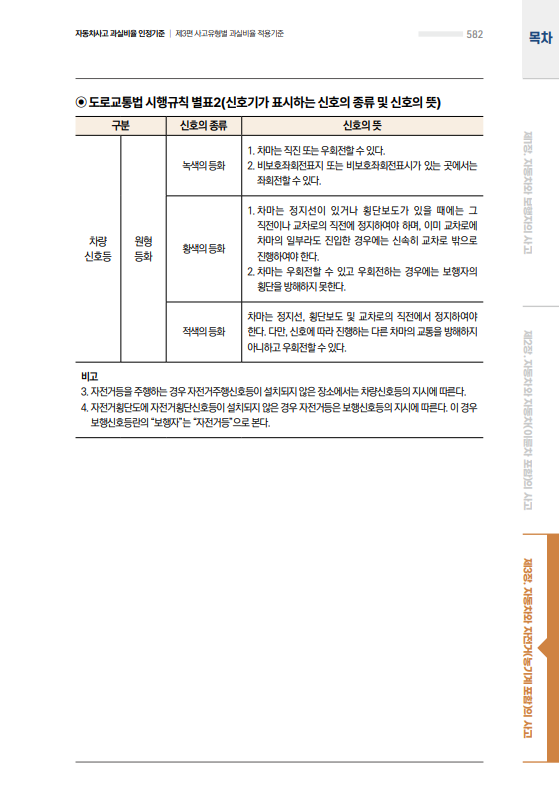 자동차사고 과실비율 인정기준 | 제3편 사고유형별 과실비율 적용기준
582
목차
◉ 도로교통법 시행규칙 별표2(신호기가 표시하는 신호의 종류 및 신호의 뜻)
구분 신호의 종류 신호의 뜻
차량
신호등
원형
등화
녹색의 등화
1. 차마는 직진 또는 우회전할 수 있다.
2. 비보호좌회전표지 또는 비보호좌회전표시가 있는 곳에서는
좌회전할 수 있다.
황색의 등화
1. 차마는 정지선이 있거나 횡단보도가 있을 때에는 그
직전이나 교차로의 직전에 정지하여야 하며, 이미 교차로에
차마의 일부라도 진입한 경우에는 신속히 교차로 밖으로
진행하여야 한다.
2. 차마는 우회전할 수 있고 우회전하는 경우에는 보행자의
횡단을 방해하지 못한다.
적색의 등화
차마는 정지선, 횡단보도 및 교차로의 직전에서 정지하여야
한다. 다만, 신호에 따라 진행하는 다른 차마의 교통을 방해하지
아니하고 우회전할 수 있다.
비고
3. 자전거등을 주행하는 경우 자전거주행신호등이 설치되지 않은 장소에서는 차량신호등의 지시에 따른다.
4. 자전거횡단도에 자전거횡단신호등이 설치되지 않은 경우 자전거등은 보행신호등의 지시에 따른다. 이 경우
보행신호등란의 “보행자”는 “자전거등”으로 본다.
제1장. 자동차와 보행자의 사고
제2장. 자동차와 자동차(이륜차 포함)의 사고
제3장. 자동차와 자전거(농기계 포함)의 사고